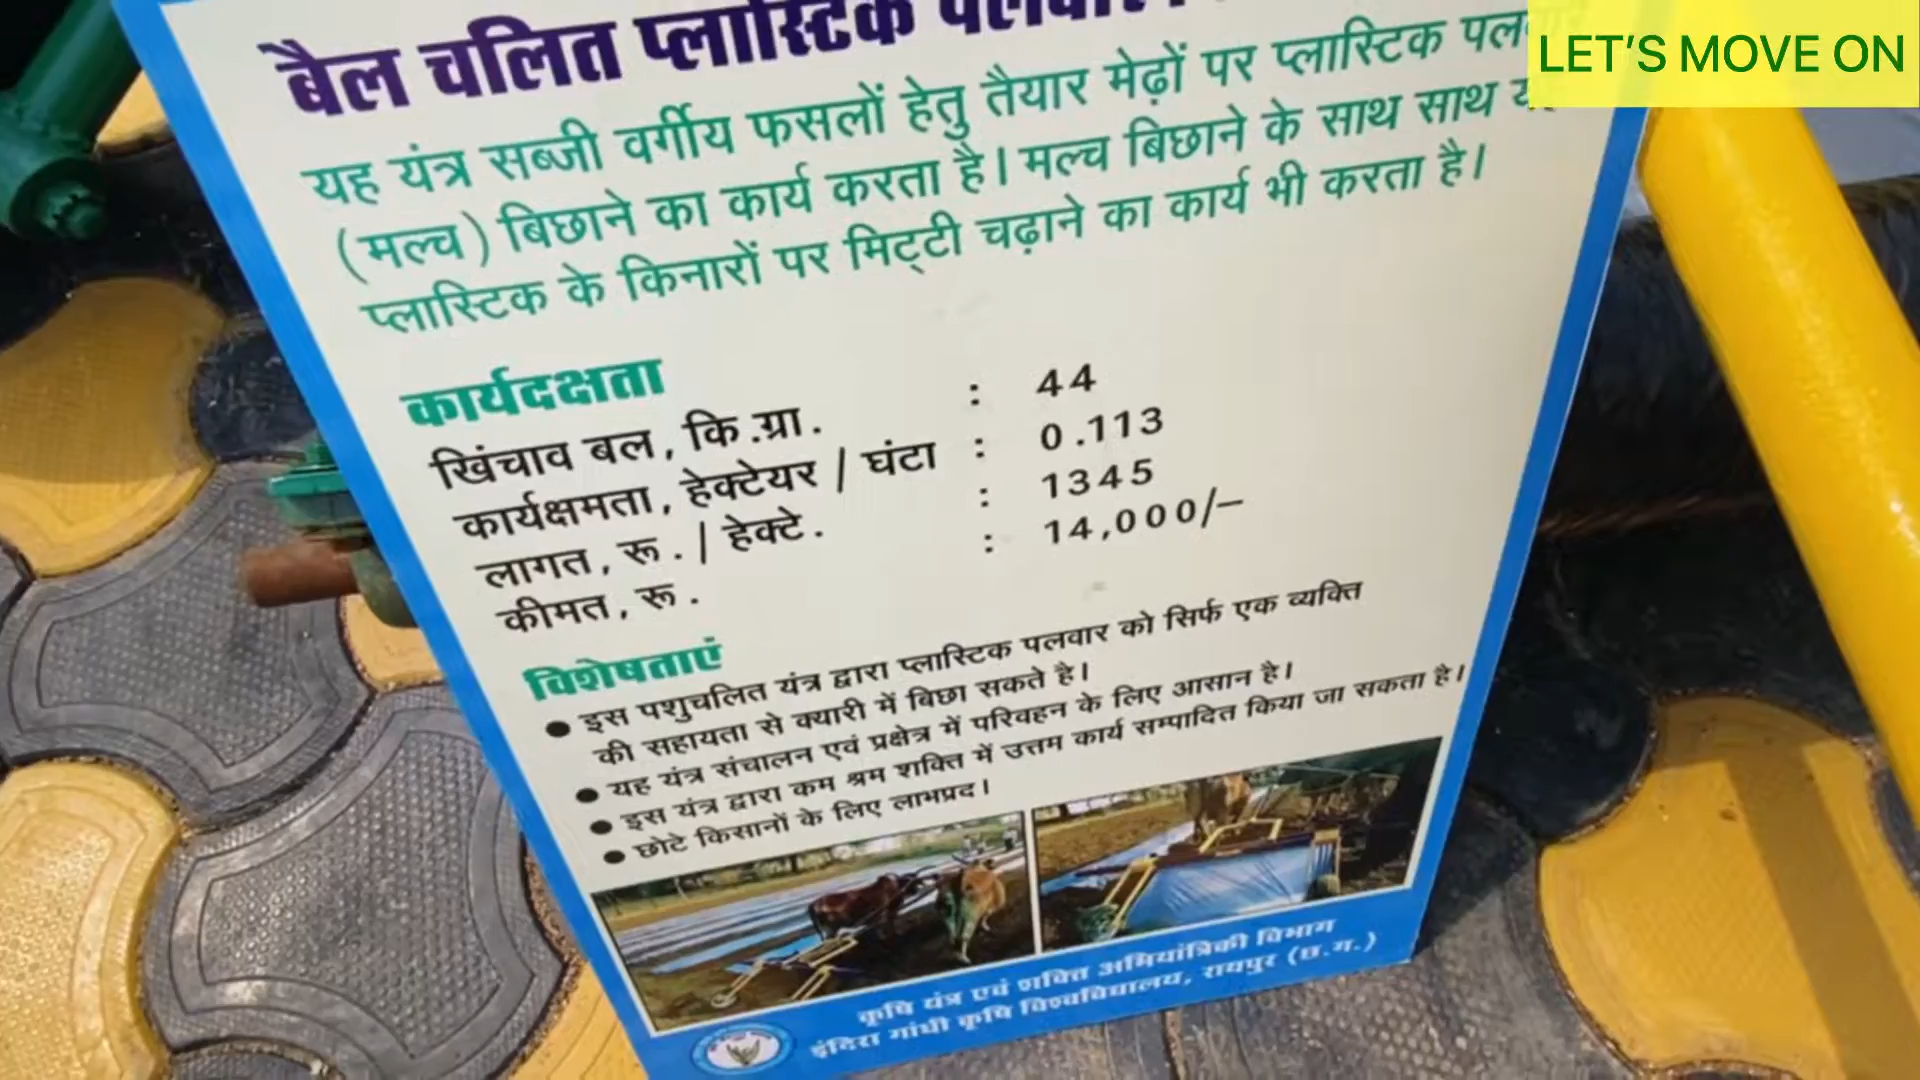 बैल चलित प्लास्टिक
LET'S MOVE ON
यह यंत्र सब्जी वर्गीय फसलों हेतु तैयार मेढ़ों पर प्लास्टिक
(मल्च) बिछाने का कार्य करता है। मल्च बिछाने के साथ साथ
प्लास्टिक के किनारों पर मिट्टी चढ़ाने का कार्य भी करता है।
कार्यदक्षता
खिंचाव बल, कि.ग्रा. : 44
कार्यक्षमता, हेक्टेयर / घंटा : 0.113
लागत, रू. / हेक्टे. : 1345
कीमत, रू. : 14,000/–
विशेषताएं
● इस पशुचलित यंत्र द्वारा प्लास्टिक पलवार को सिर्फ एक व्यक्ति
की सहायता से क्यारी में बिछा सकते है।
● यह यंत्र संचालन एवं प्रक्षेत्र में परिवहन के लिए आसान है।
● इस यंत्र द्वारा कम श्रम शक्ति में उत्तम कार्य सम्पादित किया जा सकता है।
● छोटे किसानों के लिए लाभप्रद।
कृषि यंत्र एवं शक्ति अभियांत्रिकी विभाग
इंदिरा गांधी कृषि विश्वविद्यालय, रायपुर (छ.ग.)